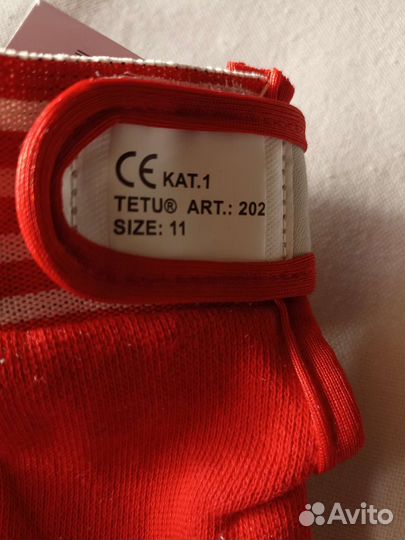 CE KAT.1
TETU® ART.: 202
SIZE: 11
Avito